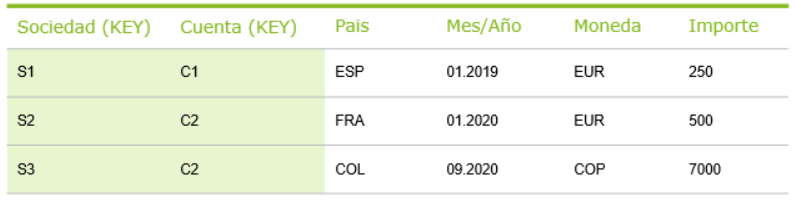 Sociedad (KEY) Cuenta (KEY) Pais Mes/Año Moneda Importe
S1 C1 ESP 01.2019 EUR 250
S2 C2 FRA 01.2020 EUR 500
S3 C2 COL 09.2020 COP 7000